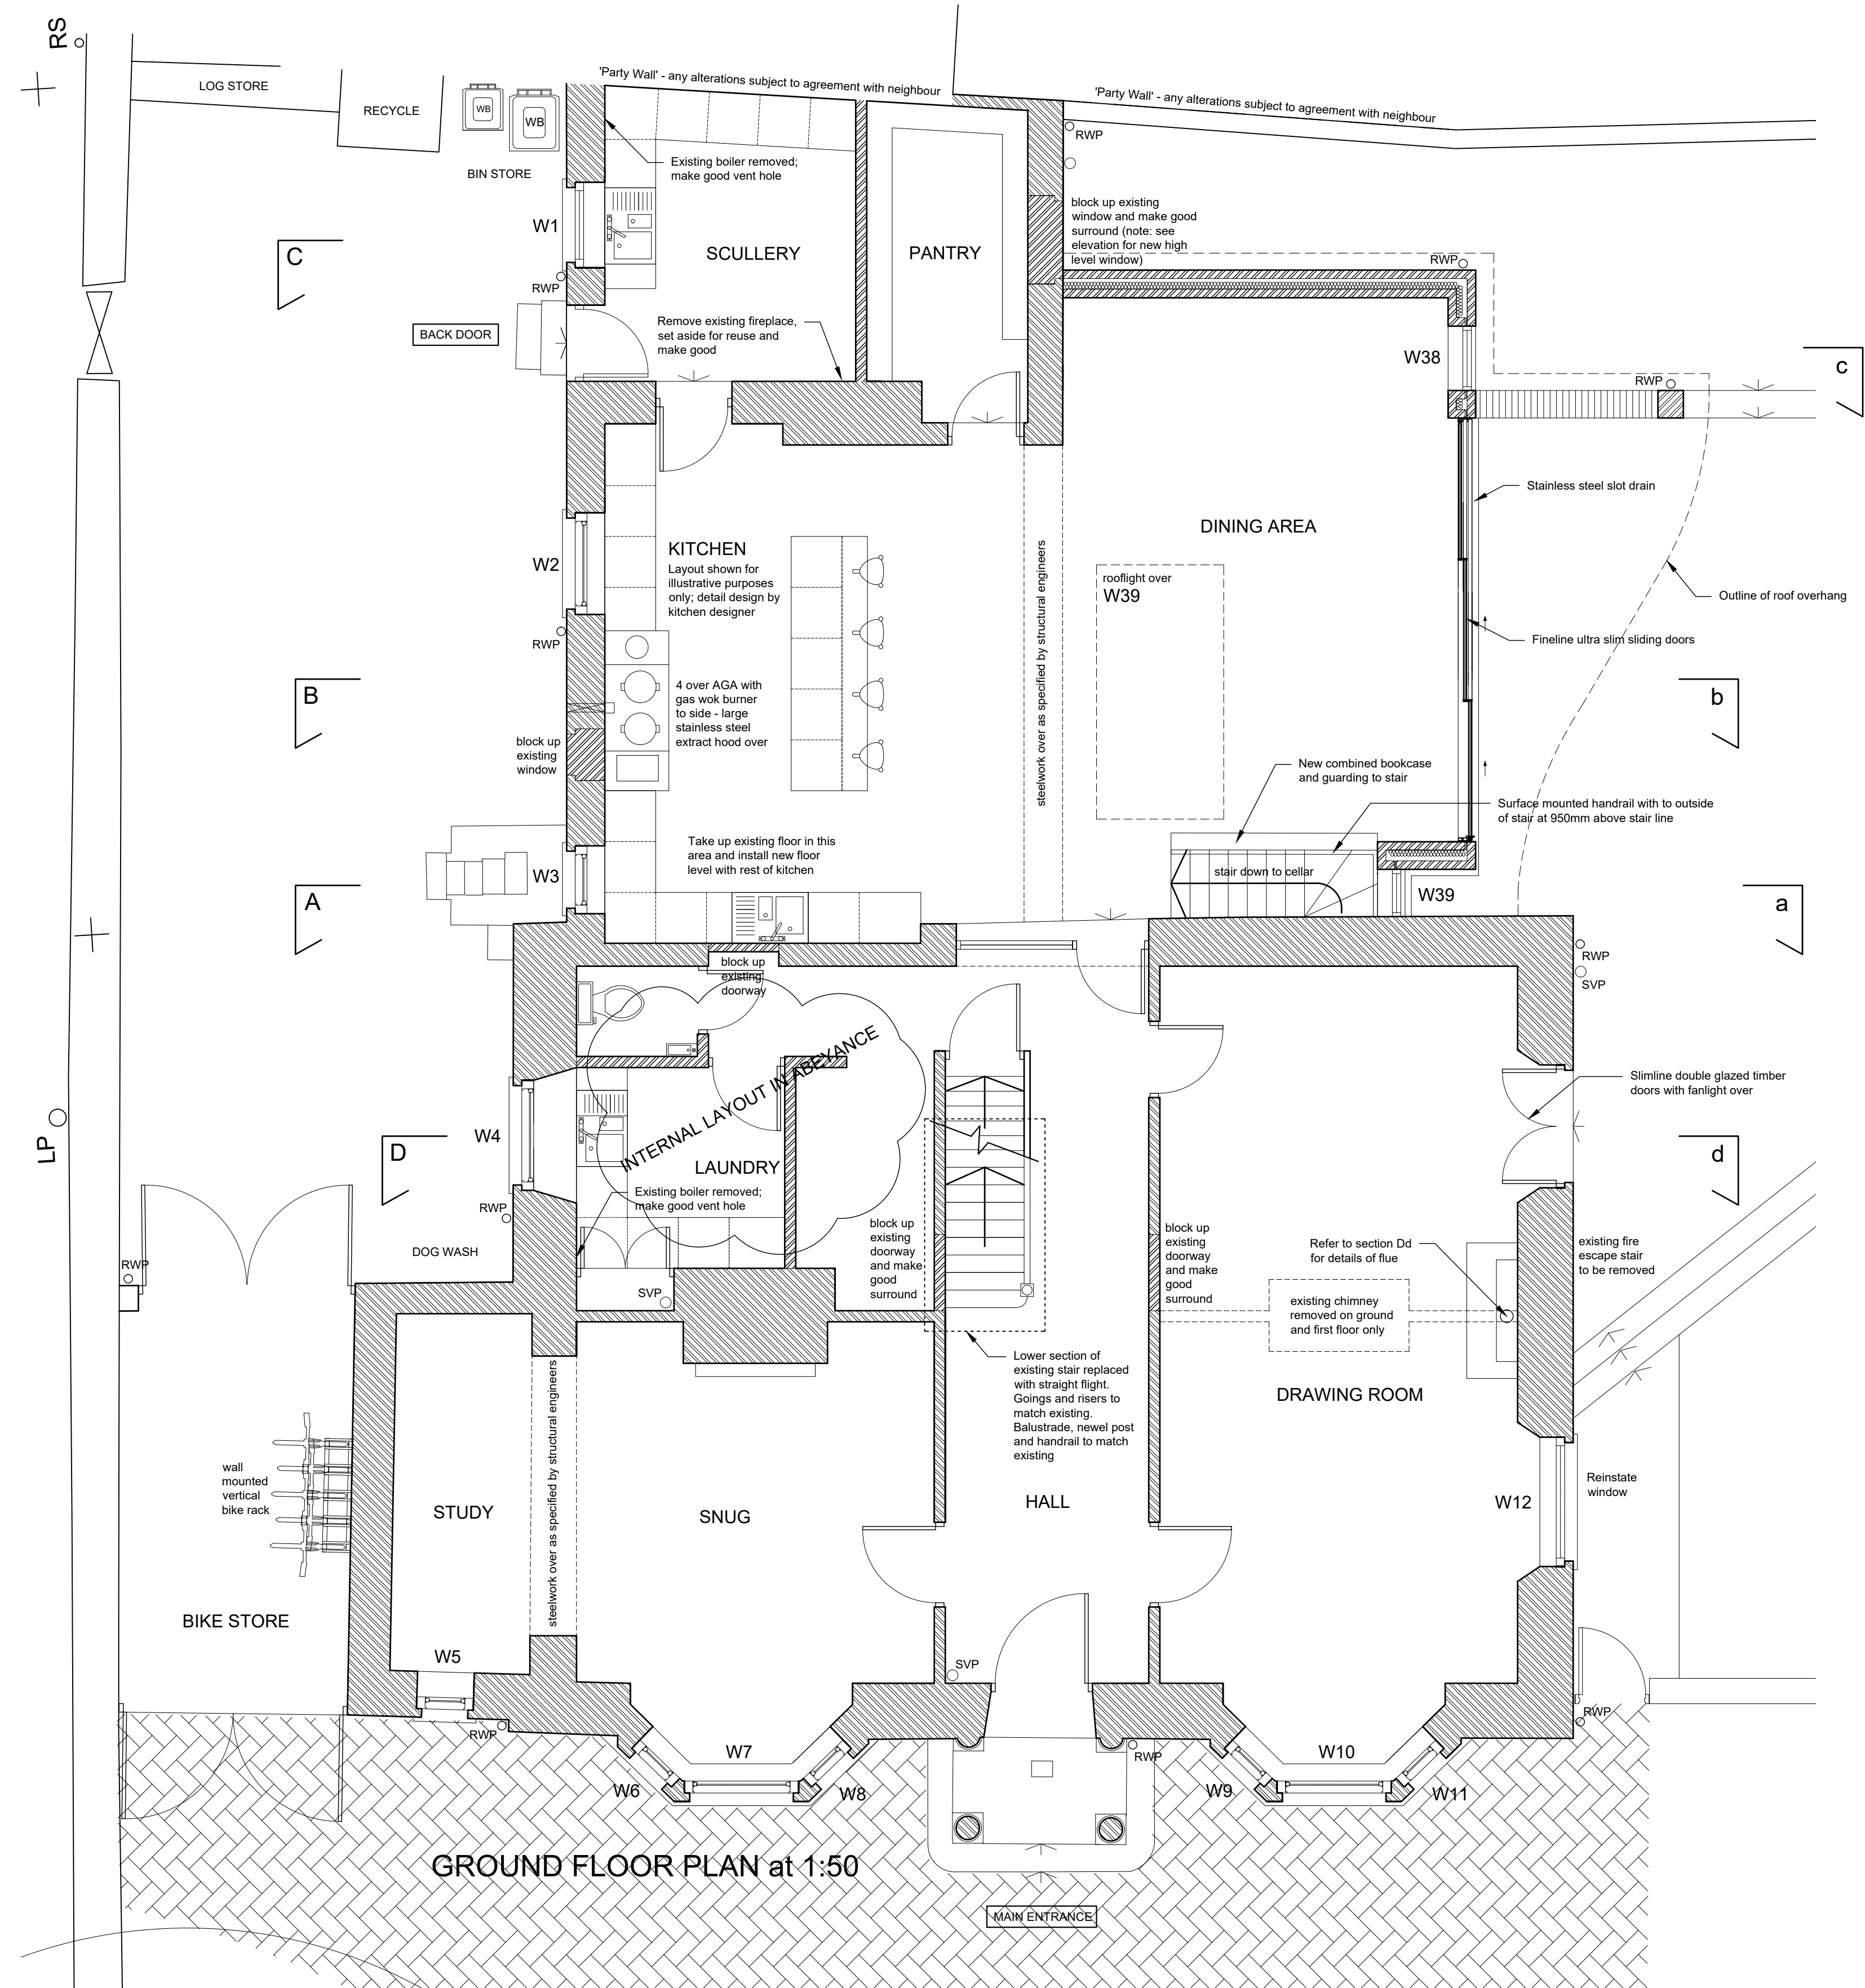 RS
LOG STORE
RECYCLE
WB
WB
BIN STORE
'Party Wall' - any alterations subject to agreement with neighbour
'Party Wall' - any alterations subject to agreement with neighbour
RWP
Existing boiler removed;
make good vent hole
W1
SCULLERY
PANTRY
block up existing
window and make good
surround (note: see
elevation for new high
level window)
RWP
C
RWP
BACK DOOR
Remove existing fireplace,
set aside for reuse and
make good
W38
c
RWP
Stainless steel slot drain
DINING AREA
W2
KITCHEN
Layout shown for
illustrative purposes
only; detail design by
kitchen designer
rooflight over
W39
Outline of roof overhang
Fineline ultra slim sliding doors
RWP
steelwork over as specified by structural engineers
B
4 over AGA with
gas wok burner
to side - large
stainless steel
extract hood over
b
block up
existing
window
New combined bookcase
and guarding to stair
Surface mounted handrail with to outside
of stair at 950mm above stair line
Take up existing floor in this
area and install new floor
level with rest of kitchen
W3
stair down to cellar
W39
A
a
RWP
SVP
block up
existing
doorway
INTERNAL LAYOUT IN ABEYANCE
Slimline double glazed timber
doors with fanlight over
LP
W4
D
LAUNDRY
d
Existing boiler removed;
make good vent hole
RWP
DOG WASH
RWP
SVP
block up
existing
doorway
and make
good
surround
block up
existing
doorway
and make
good
surround
Refer to section Dd
for details of flue
existing fire
escape stair
to be removed
existing chimney
removed on ground
and first floor only
Lower section of
existing stair replaced
with straight flight.
Goings and risers to
match existing.
Balustrade, newel post
and handrail to match
existing
DRAWING ROOM
steelwork over as specified by structural engineers
wall
mounted
vertical
bike rack
STUDY
SNUG
HALL
W12
Reinstate
window
BIKE STORE
W5
SVP
RWP
RWP
RWP
W7
W6
W8
W10
W9
W11
GROUND FLOOR PLAN at 1:50
MAIN ENTRANCE